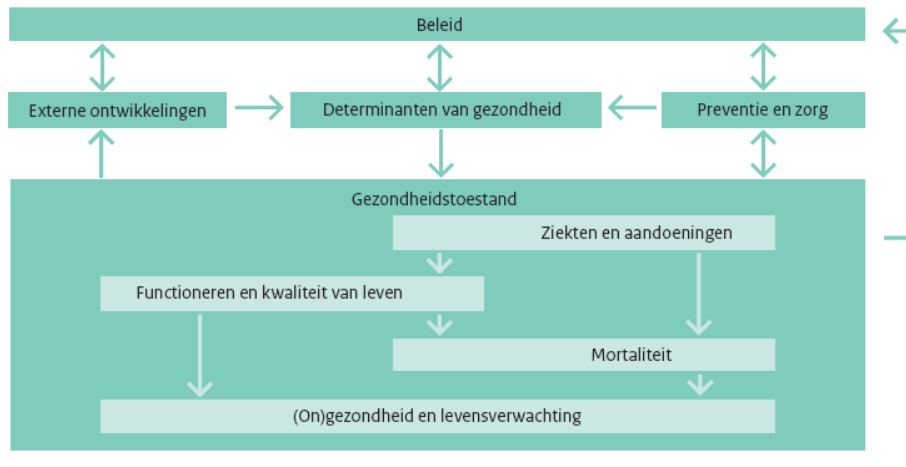 Beleid
Externe ontwikkelingen
Determinanten van gezondheid
Preventie en zorg
Gezondheidstoestand
Ziekten en aandoeningen
Functioneren en kwaliteit van leven
Mortaliteit
(On)gezondheid en levensverwachting